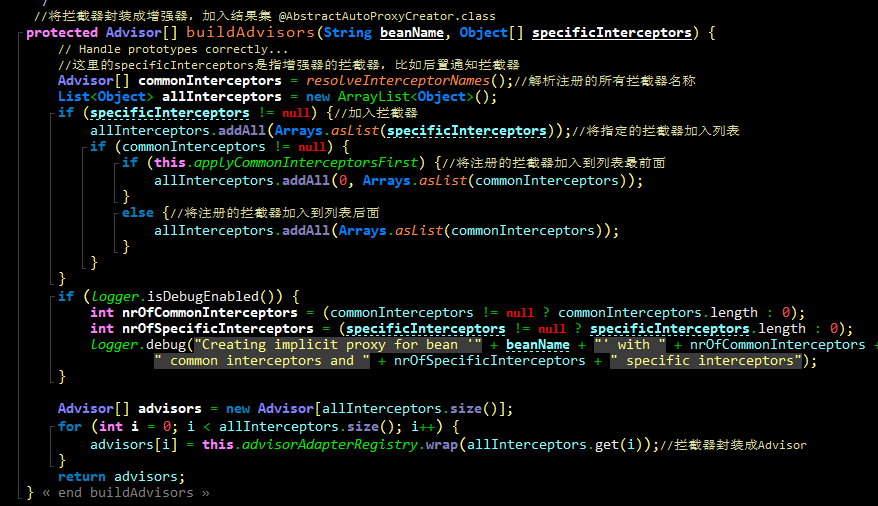 /
//将拦截器封装成增强器，加入结果集 @AbstractAutoProxyCreator.class
protected Advisor[] buildAdvisors(String beanName, Object[] specificInterceptors) {
// Handle prototypes correctly...
//这里的specificInterceptors是指增强器的拦截器，比如后置通知拦截器
Advisor[] commonInterceptors = resolveInterceptorNames();//解析注册的所有拦截器名称
List<Object> allInterceptors = new ArrayList<Object>();
if (specificInterceptors != null) {//加入拦截器
allInterceptors.addAll(Arrays.asList(specificInterceptors));//将指定的拦截器加入列表
if (commonInterceptors != null) {
if (this.applyCommonInterceptorsFirst) {//将注册的拦截器加入到列表最前面
allInterceptors.addAll(0, Arrays.asList(commonInterceptors));
}
else {//将注册的拦截器加入到列表后面
allInterceptors.addAll(Arrays.asList(commonInterceptors));
}
}
}
if (logger.isDebugEnabled()) {
int nrOfCommonInterceptors = (commonInterceptors != null ? commonInterceptors.length : 0);
int nrOfSpecificInterceptors = (specificInterceptors != null ? specificInterceptors.length : 0);
logger.debug("Creating implicit proxy for bean '" + beanName + "' with " + nrOfCommonInterceptors +
" common interceptors and " + nrOfSpecificInterceptors + " specific interceptors");
}
Advisor[] advisors = new Advisor[allInterceptors.size()];
for (int i = 0; i < allInterceptors.size(); i++) {
advisors[i] = this.advisorAdapterRegistry.wrap(allInterceptors.get(i));//拦截器封装成Advisor
}
return advisors;
} « end buildAdvisors »